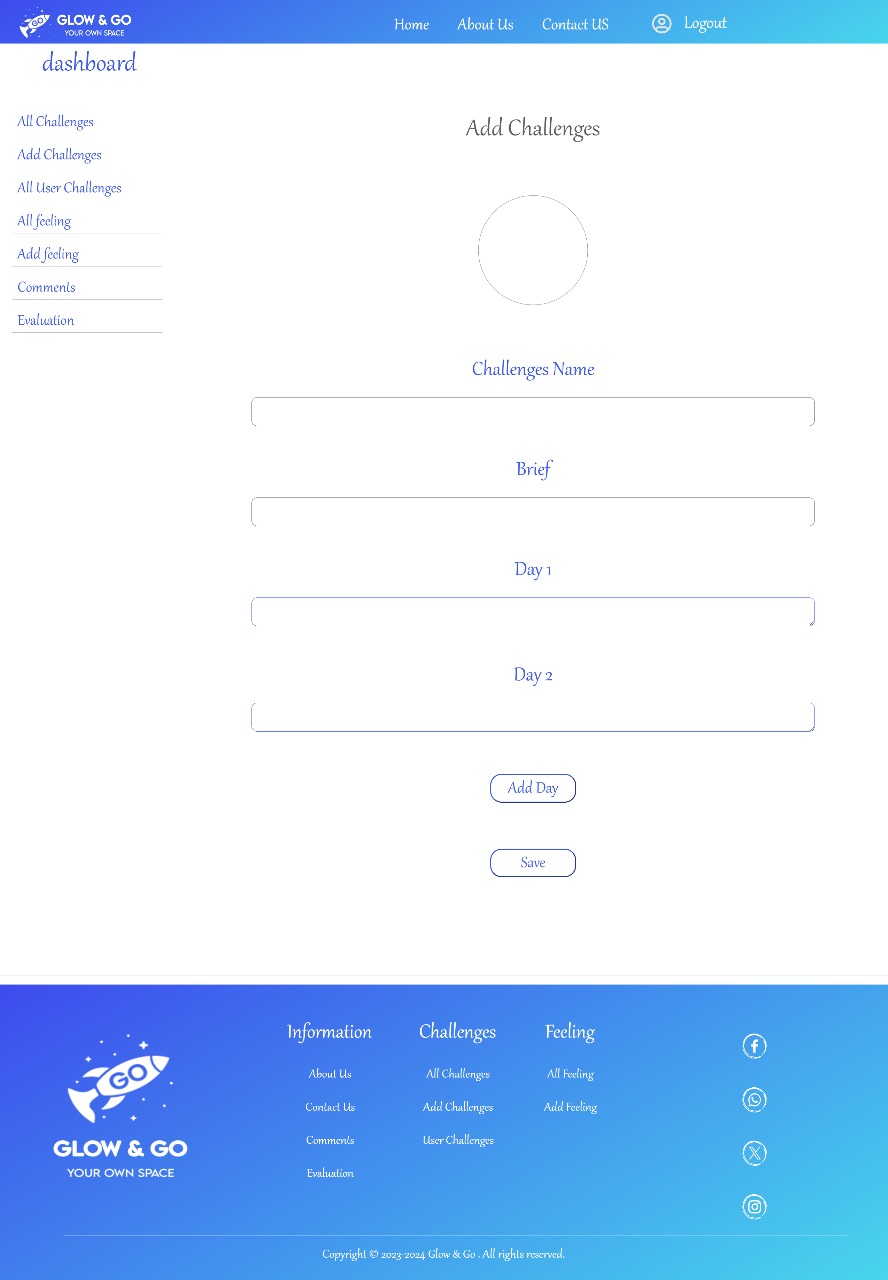 GO
GLOW & GO
YOUR OWN SPACE
Home About Us Contact US Logout
dashboard
All Challenges
Add Challenges
All User Challenges
All feeling
Add feeling
Comments
Evaluation
Add Challenges
Challenges Name
Brief
Day 1
Day 2
Add Day
Save
GO
GLOW & GO
YOUR OWN SPACE
Information
About Us
Contact Us
Comments
Evaluation
Challenges
All Challenges
Add Challenges
User Challenges
Feeling
All Feeling
Add Feeling
Copyright © 2023-2024 Glow & Go . All rights reserved.